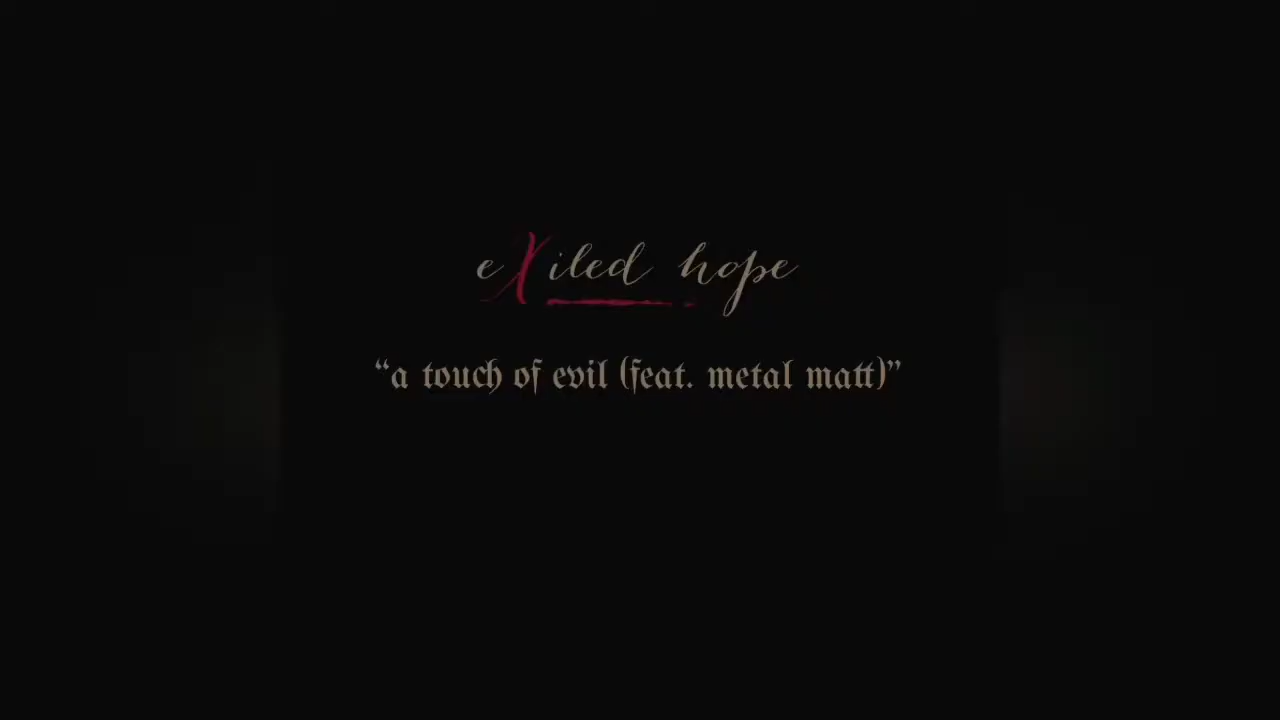 eXiled hope
“a touch of evil (feat. metal matt)”